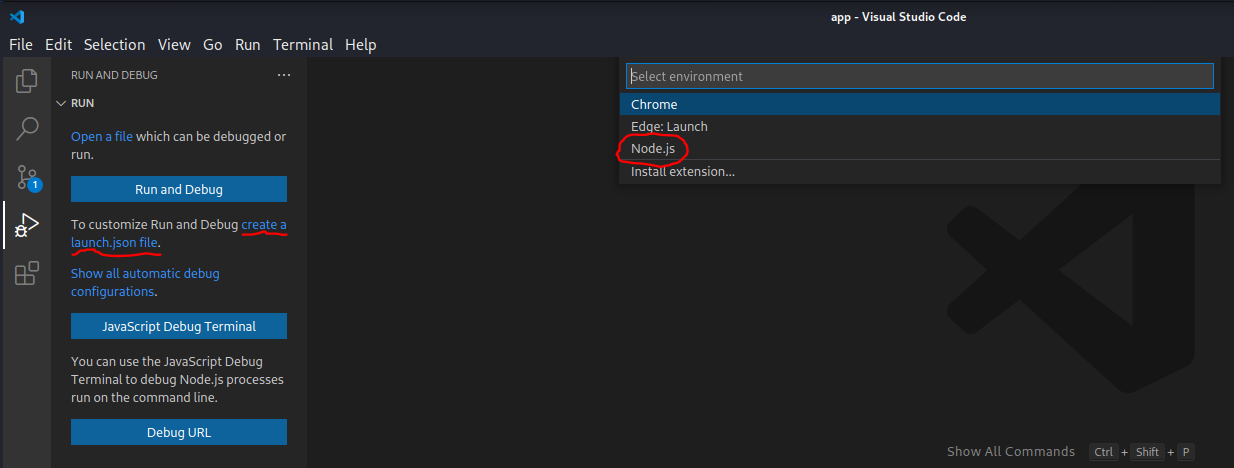 app - Visual Studio Code
File Edit Selection View Go Run Terminal Help
RUN AND DEBUG ...
RUN
Open a file which can be debugged or
run.
Run and Debug
To customize Run and Debug create a
launch.json file.
Show all automatic debug
configurations.
JavaScript Debug Terminal
You can use the JavaScript Debug
Terminal to debug Node.js processes
run on the command line.
Debug URL
1
Select environment
Chrome
Edge: Launch
Node.js
Install extension...
Show All Commands Ctrl + Shift + P